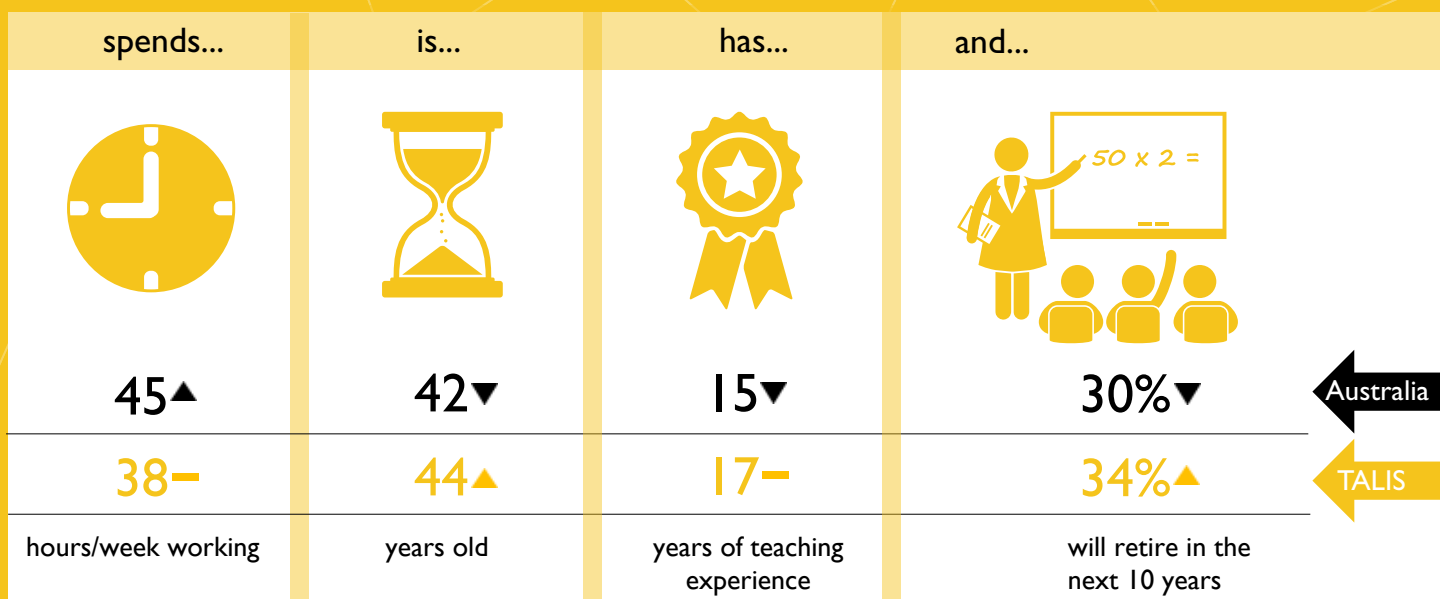 spends... is... has... and...
50 x 2 =
45▲ 42▼ 15▼ 30%▼ Australia
38– 44▲ 17– 34%▲ TALIS
hours/week working years old years of teaching will retire in the
experience next 10 years